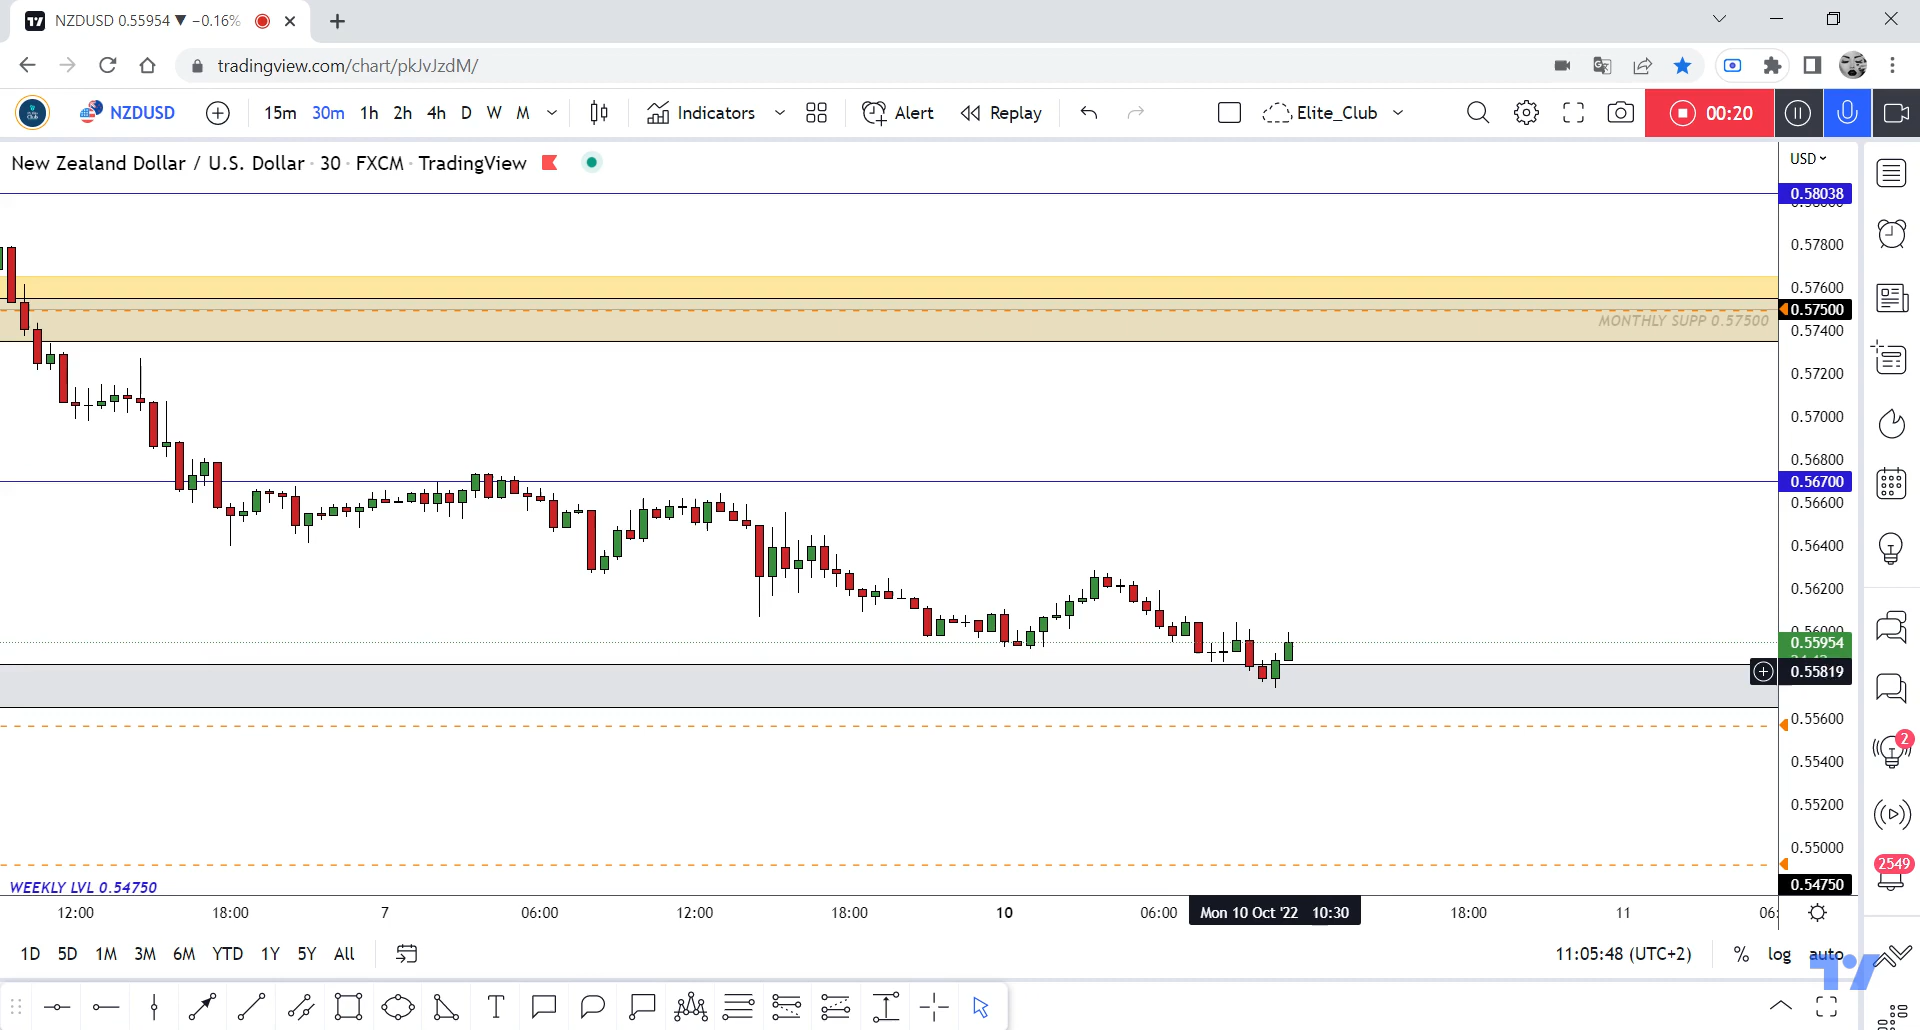 NZDUSD 0.55954 ▼ −0.16%
tradingview.com/chart/pkJvJzdM/
NZDUSD 15m 30m 1h 2h 4h D W M Indicators Alert Replay Elite_Club 00:20
New Zealand Dollar / U.S. Dollar · 30 · FXCM · TradingView
USD
0.58038
0.57800
0.57600
0.57500
MONTHLY SUPP 0.57500
0.57400
0.57200
0.57000
0.56800
0.56700
0.56600
0.56400
0.56200
0.55954
0.55819
0.55600
0.55400
0.55200
0.55000
WEEKLY LVL 0.54750
0.54750
2
2549
12:00 18:00 7 06:00 12:00 18:00 10 06:00 Mon 10 Oct '22 10:30 18:00 11
1D 5D 1M 3M 6M YTD 1Y 5Y All 11:05:48 (UTC+2) % log auto